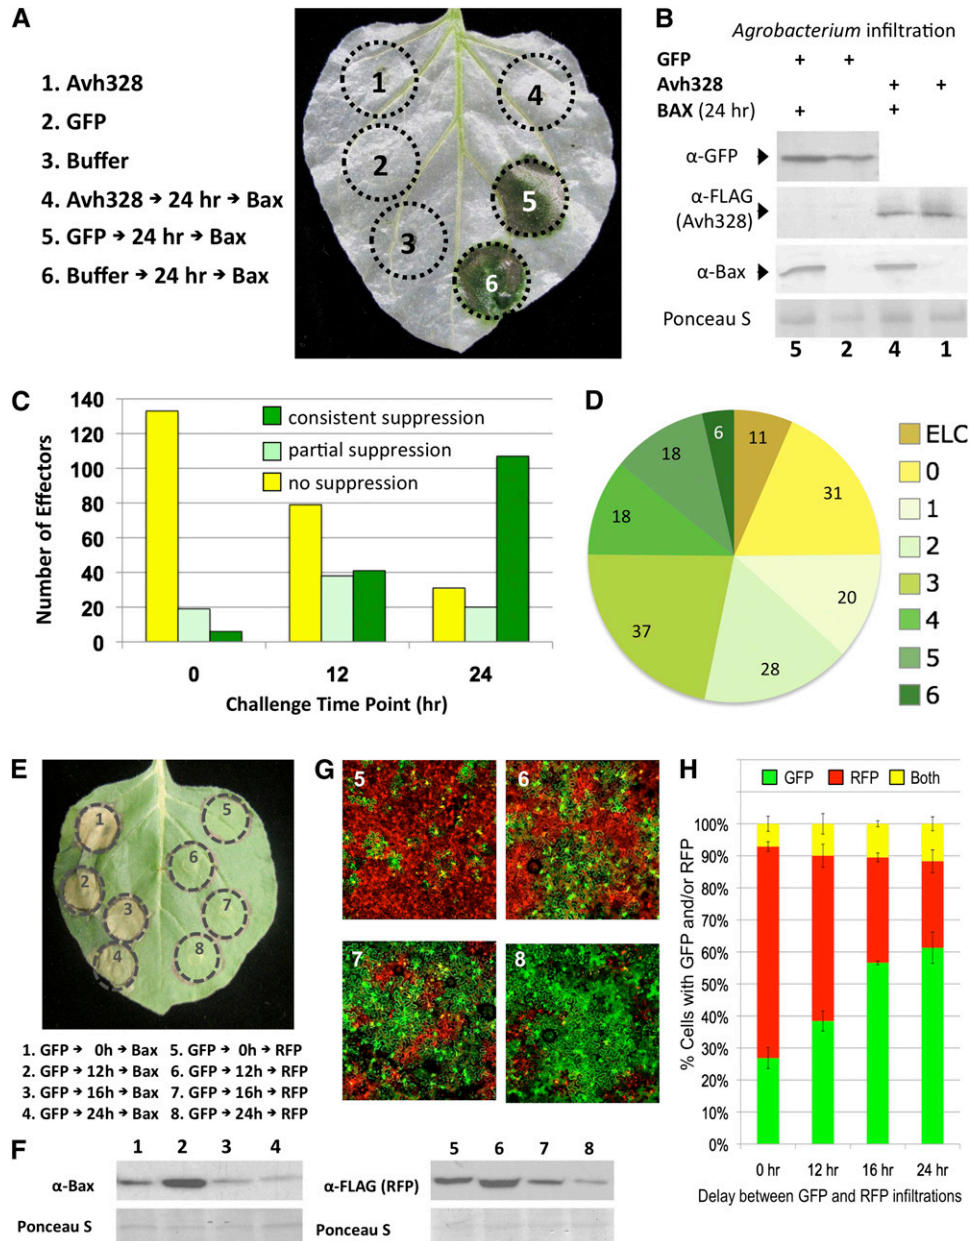 A
1. Avh328
2. GFP
3. Buffer
4. Avh328 → 24 hr → Bax
5. GFP → 24 hr → Bax
6. Buffer → 24 hr → Bax
1
2
3
4
5
6
B
Agrobacterium infiltration
GFP + +
Avh328 + +
BAX (24 hr) + +
α-GFP
α-FLAG
(Avh328)
α-Bax
Ponceau S
5 2 4 1
C
140
120
100
80
60
40
20
0
Number of Effectors
consistent suppression
partial suppression
no suppression
0 12 24
Challenge Time Point (hr)
D
6
11
18
31
18
20
37
28
ELC
0
1
2
3
4
5
6
E
1
2
3
4
5
6
7
8
1. GFP → 0h → Bax 5. GFP → 0h → RFP
2. GFP → 12h → Bax 6. GFP → 12h → RFP
3. GFP → 16h → Bax 7. GFP → 16h → RFP
4. GFP → 24h → Bax 8. GFP → 24h → RFP
F
1 2 3 4
α-Bax
Ponceau S
5 6 7 8
α-FLAG (RFP)
Ponceau S
G
5
6
7
8
H
GFP RFP Both
100%
90%
80%
70%
60%
50%
40%
30%
20%
10%
0%
% Cells with GFP and/or RFP
0 hr 12 hr 16 hr 24 hr
Delay between GFP and RFP infiltrations